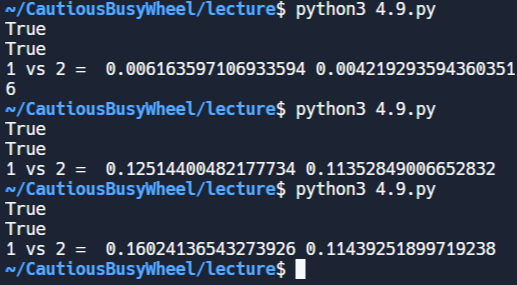 ~/CautiousBusyWheel/lecture$ python3 4.9.py
True
True
1 vs 2 =  0.006163597106933594 0.004219293594360351
6
~/CautiousBusyWheel/lecture$ python3 4.9.py
True
True
1 vs 2 =  0.12514400482177734 0.11352849006652832
~/CautiousBusyWheel/lecture$ python3 4.9.py
True
True
1 vs 2 =  0.16024136543273926 0.11439251899719238
~/CautiousBusyWheel/lecture$